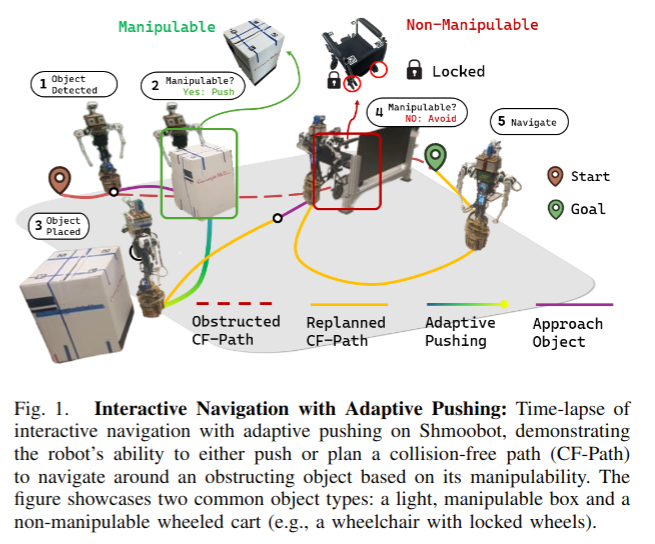 Manipulable
Non-Manipulable
1 Object
Detected
2 Manipulable?
Yes: Push
Locked
4 Manipulable?
NO: Avoid
5 Navigate
Start
Goal
3 Object
Placed
Obstructed
CF-Path
Replanned
CF-Path
Adaptive
Pushing
Approach
Object
Fig. 1. Interactive Navigation with Adaptive Pushing: Time-lapse of
interactive navigation with adaptive pushing on Shmoobot, demonstrating
the robot's ability to either push or plan a collision-free path (CF-Path)
to navigate around an obstructing object based on its manipulability. The
figure showcases two common object types: a light, manipulable box and a
non-manipulable wheeled cart (e.g., a wheelchair with locked wheels).